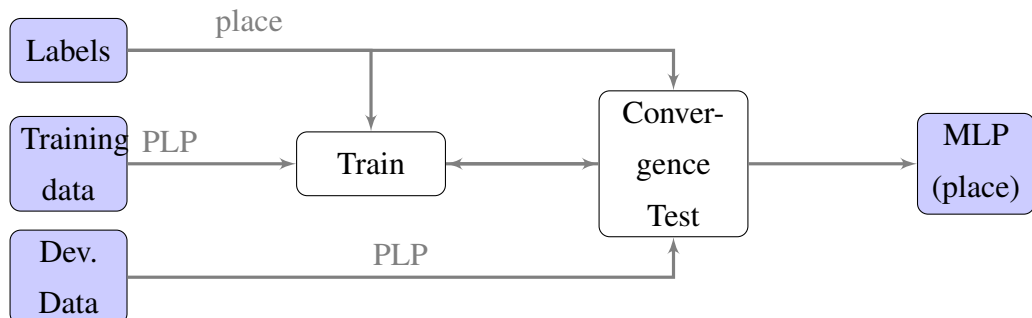 place
Labels
Training
data
PLP
Train
Conver-
gence
Test
MLP
(place)
Dev.
Data
PLP